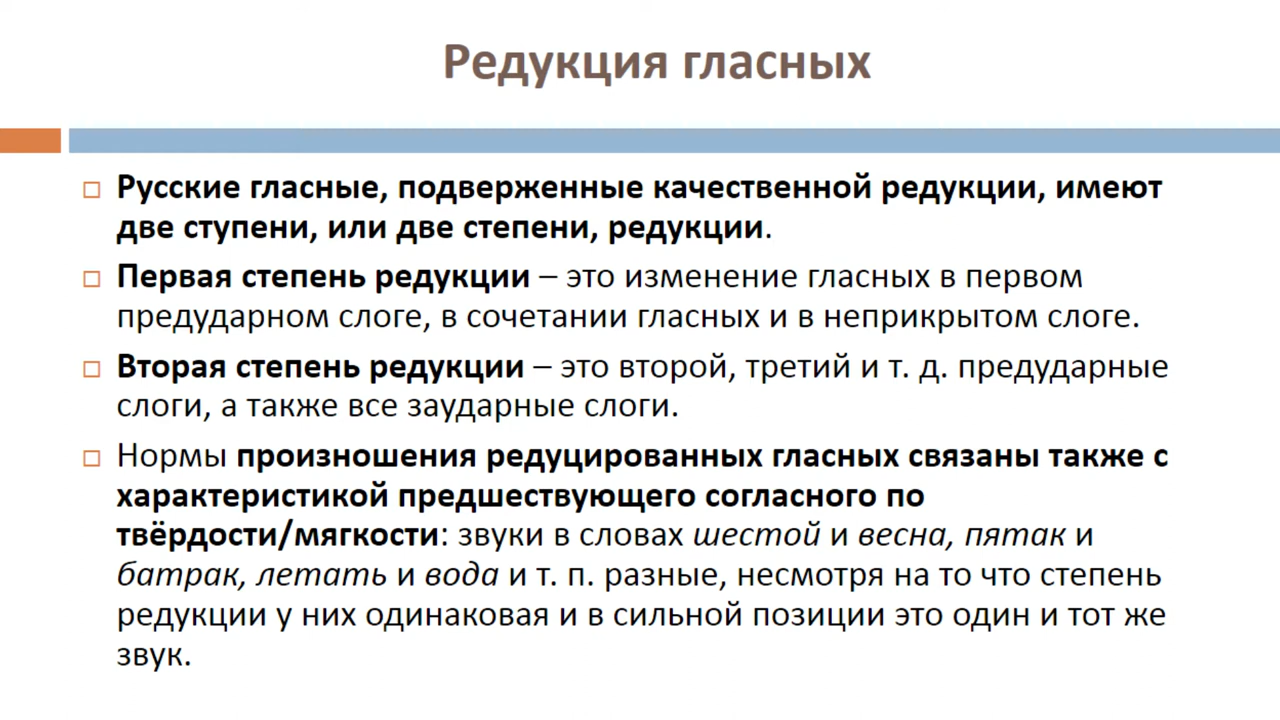 Редукция гласных
Русские гласные, подверженные качественной редукции, имеют
две ступени, или две степени, редукции.
Первая степень редукции – это изменение гласных в первом
предударном слоге, в сочетании гласных и в неприкрытом слоге.
Вторая степень редукции – это второй, третий и т. д. предударные
слоги, а также все заударные слоги.
Нормы произношения редуцированных гласных связаны также с
характеристикой предшествующего согласного по
твёрдости/мягкости: звуки в словах шестой и весна, пятак и
батрак, летать и вода и т. п. разные, несмотря на то что степень
редукции у них одинаковая и в сильной позиции это один и тот же
звук.